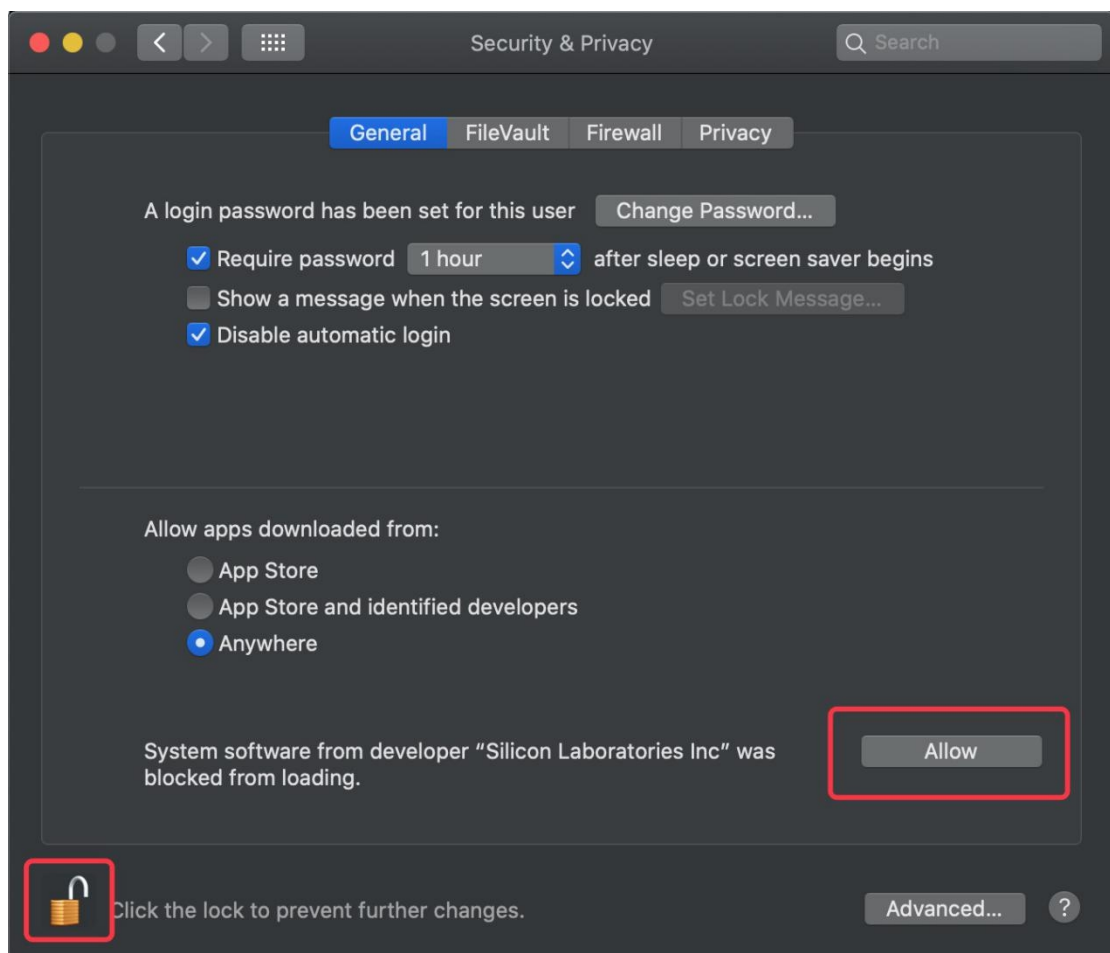 Security & Privacy
Search
General FileVault Firewall Privacy
A login password has been set for this user Change Password...
Require password 1 hour after sleep or screen saver begins
Show a message when the screen is locked Set Lock Message...
Disable automatic login
Allow apps downloaded from:
App Store
App Store and identified developers
Anywhere
System software from developer “Silicon Laboratories Inc” was
blocked from loading.
Allow
Click the lock to prevent further changes.
Advanced... ?